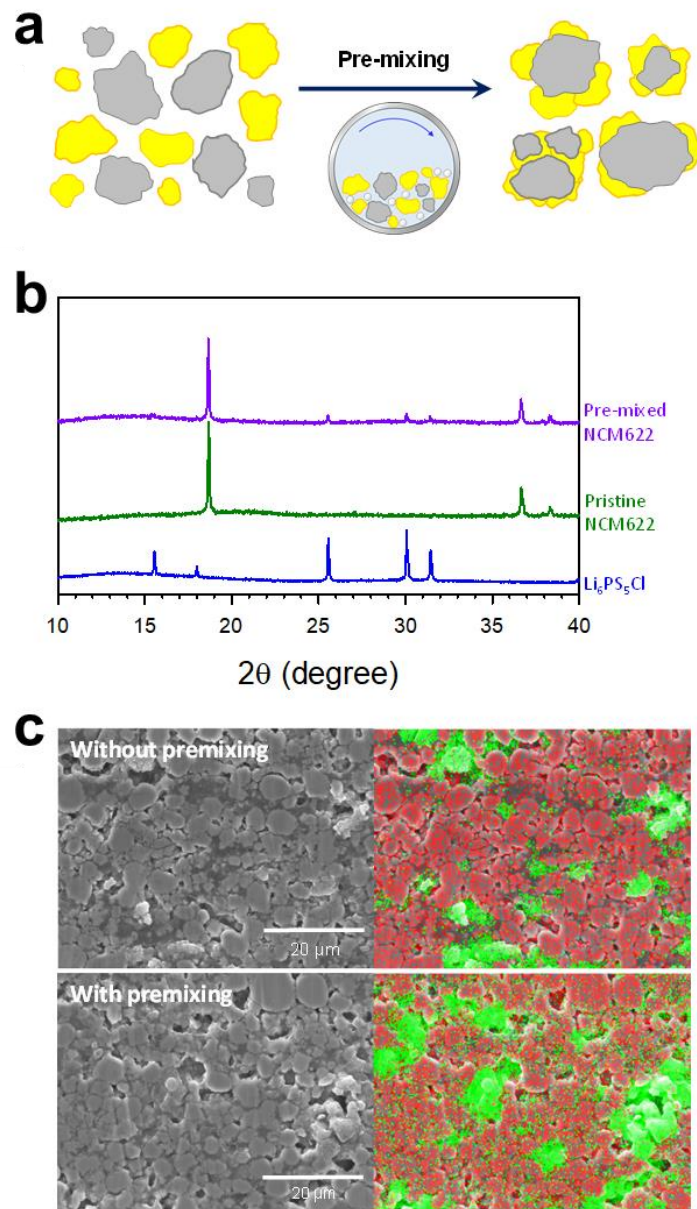 a
Pre-mixing
b
Pre-mixed
NCM622
Pristine
NCM622
Li₆PS₅Cl
10 15 20 25 30 35 40
2θ (degree)
c
Without premixing
20 µm
With premixing
20 µm